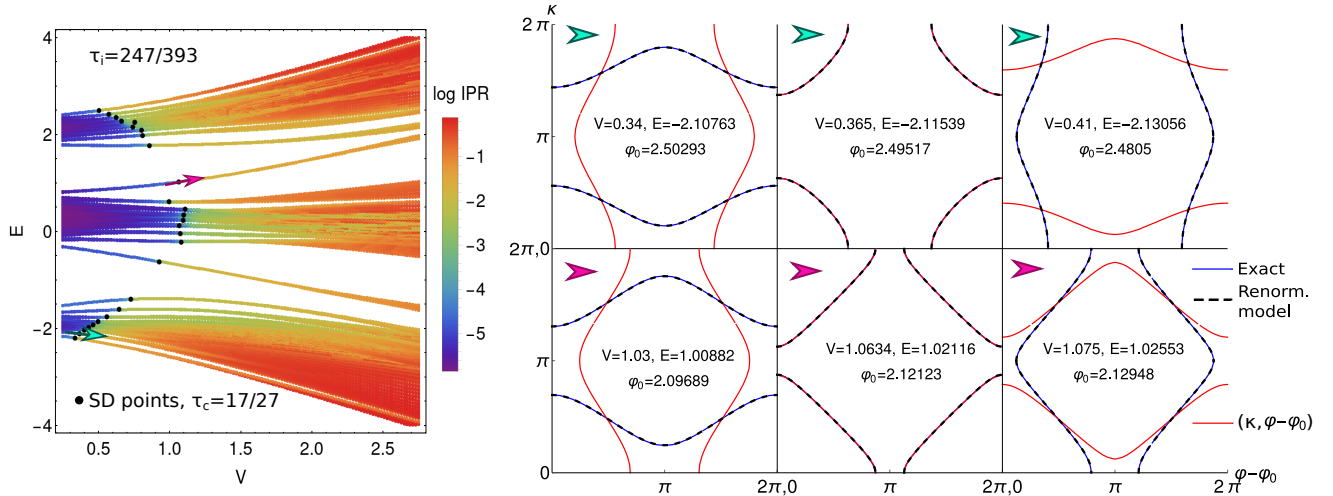 τᵢ=247/393
log IPR
4
2
0
−2
−4
E
0.5
1.0
1.5
2.0
2.5
V
-1
-2
-3
-4
-5
SD points, τ_c=17/27
κ
2π
π
2π,0
π
0
V=0.34, E=−2.10763
φ₀=2.50293
V=0.365, E=−2.11539
φ₀=2.49517
V=0.41, E=−2.13056
φ₀=2.4805
V=1.03, E=1.00882
φ₀=2.09689
V=1.0634, E=1.02116
φ₀=2.12123
V=1.075, E=1.02553
φ₀=2.12948
Exact
Renorm.
model
(κ,φ−φ₀)
π
2π,0
π
2π,0
π
2π
φ−φ₀